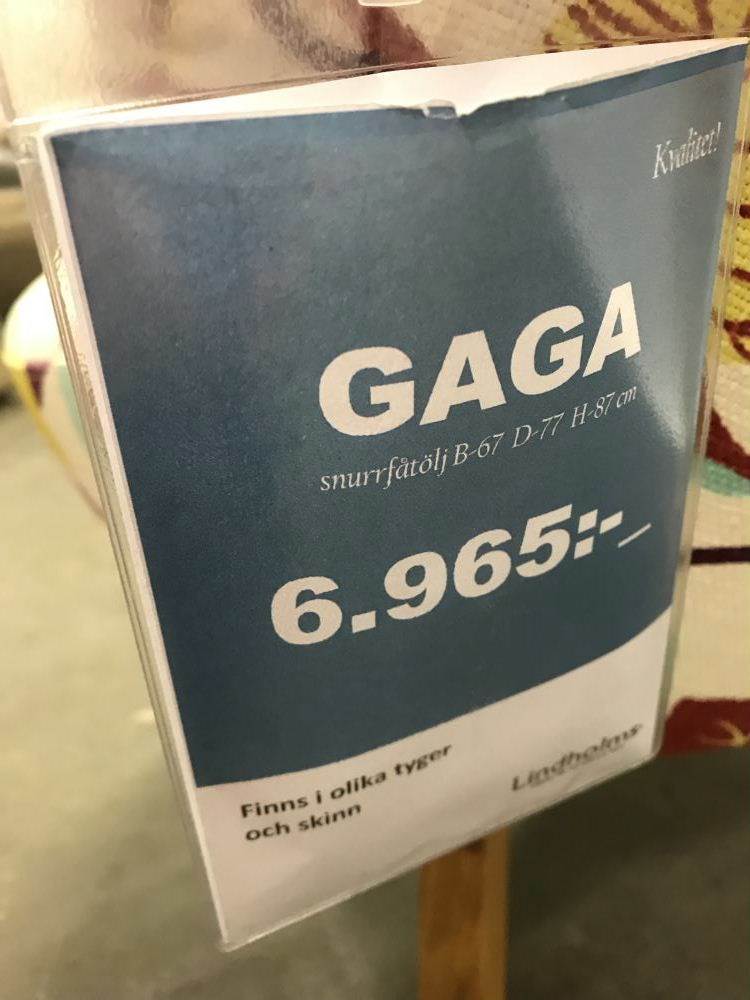 Kvalitet!
GAGA
snurrfåtölj B-67 D-77 H-87 cm
6.965:-
Finns i olika tyger
och skinn
Lindholms